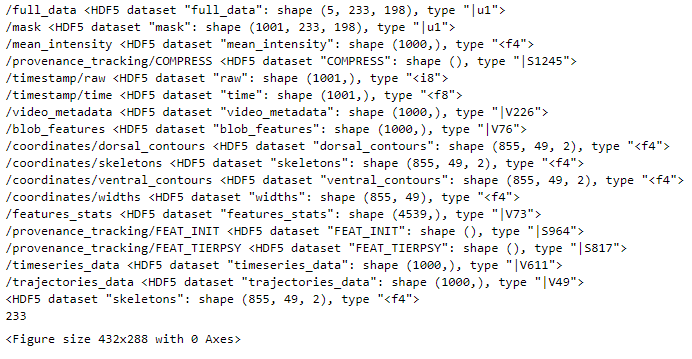 /full_data <HDF5 dataset "full_data": shape (5, 233, 198), type "|u1">
/mask <HDF5 dataset "mask": shape (1001, 233, 198), type "|u1">
/mean_intensity <HDF5 dataset "mean_intensity": shape (1000,), type "<f4">
/provenance_tracking/COMPRESS <HDF5 dataset "COMPRESS": shape (), type "|S1245">
/timestamp/raw <HDF5 dataset "raw": shape (1001,), type "<i8">
/timestamp/time <HDF5 dataset "time": shape (1001,), type "<f8">
/video_metadata <HDF5 dataset "video_metadata": shape (1000,), type "|V226">
/blob_features <HDF5 dataset "blob_features": shape (1000,), type "|V76">
/coordinates/dorsal_contours <HDF5 dataset "dorsal_contours": shape (855, 49, 2), type "<f4">
/coordinates/skeletons <HDF5 dataset "skeletons": shape (855, 49, 2), type "<f4">
/coordinates/ventral_contours <HDF5 dataset "ventral_contours": shape (855, 49, 2), type "<f4">
/coordinates/widths <HDF5 dataset "widths": shape (855, 49), type "<f4">
/features_stats <HDF5 dataset "features_stats": shape (4539,), type "|V73">
/provenance_tracking/FEAT_INIT <HDF5 dataset "FEAT_INIT": shape (), type "|S964">
/provenance_tracking/FEAT_TIERPSY <HDF5 dataset "FEAT_TIERPSY": shape (), type "|S817">
/timeseries_data <HDF5 dataset "timeseries_data": shape (1000,), type "|V611">
/trajectories_data <HDF5 dataset "trajectories_data": shape (1000,), type "|V49">
<HDF5 dataset "skeletons": shape (855, 49, 2), type "<f4">
233
<Figure size 432x288 with 0 Axes>